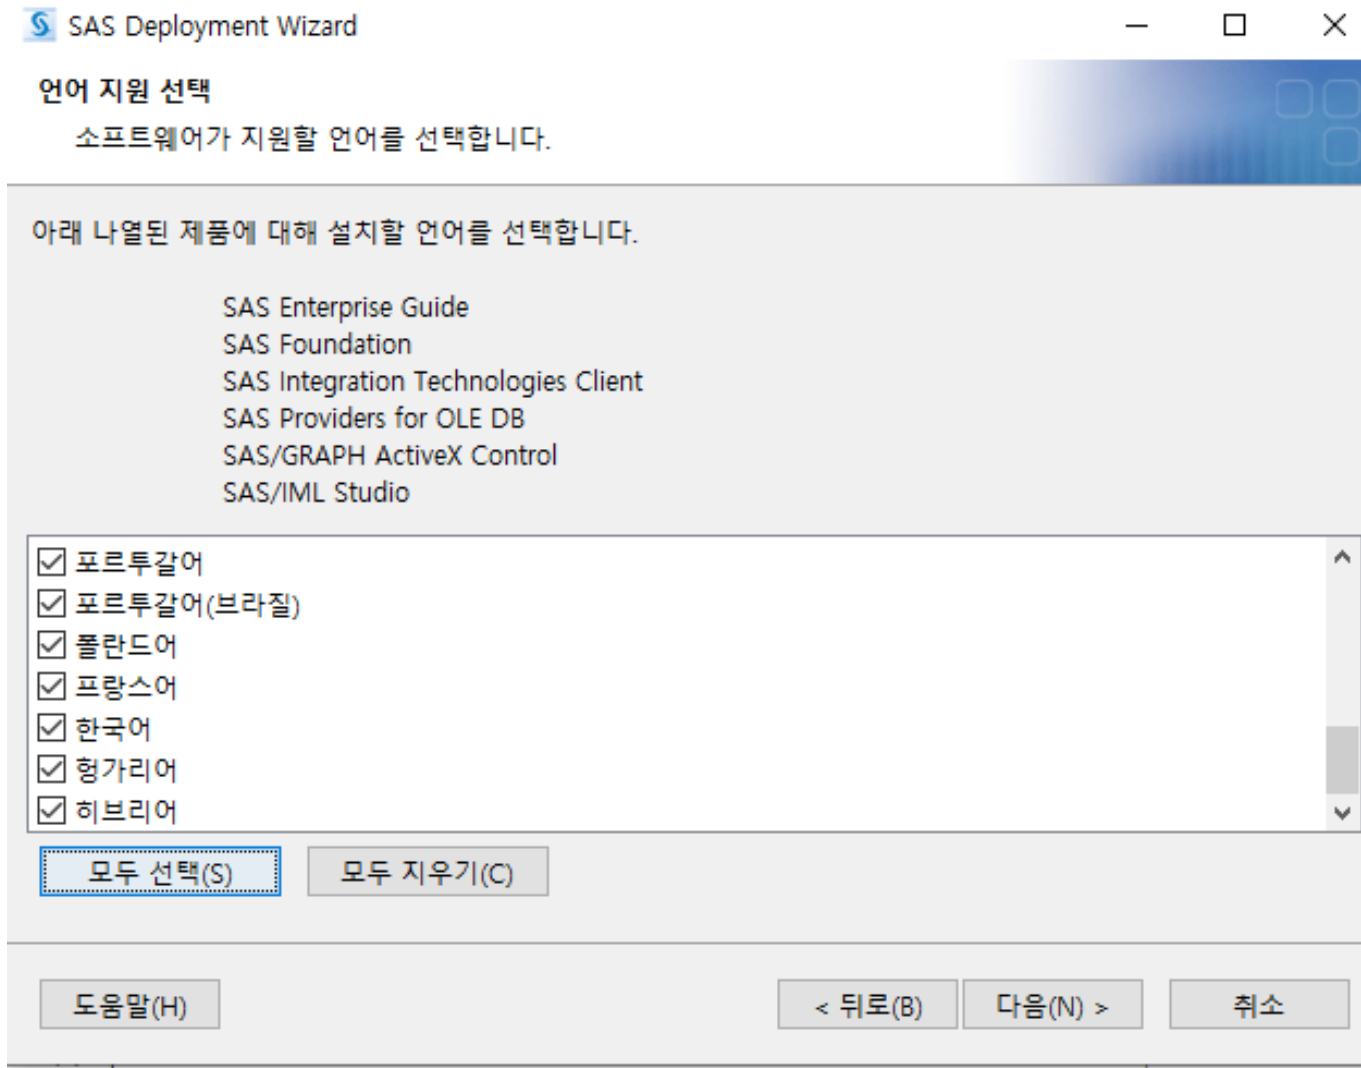 SAS Deployment Wizard
언어 지원 선택
소프트웨어가 지원할 언어를 선택합니다.
아래 나열된 제품에 대해 설치할 언어를 선택합니다.
SAS Enterprise Guide
SAS Foundation
SAS Integration Technologies Client
SAS Providers for OLE DB
SAS/GRAPH ActiveX Control
SAS/IML Studio
포르투갈어
포르투갈어(브라질)
폴란드어
프랑스어
한국어
헝가리어
히브리어
모두 선택(S) 모두 지우기(C)
도움말(H) < 뒤로(B) 다음(N) > 취소